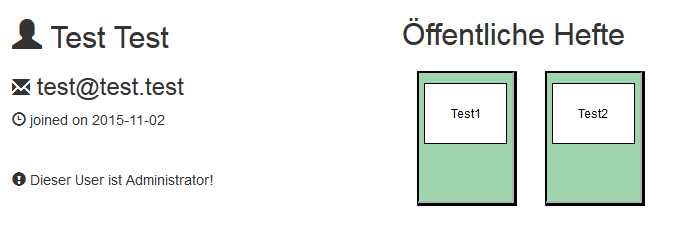 Test Test
test@test.test
joined on 2015-11-02
Dieser User ist Administrator!
Öffentliche Hefte
Test1
Test2